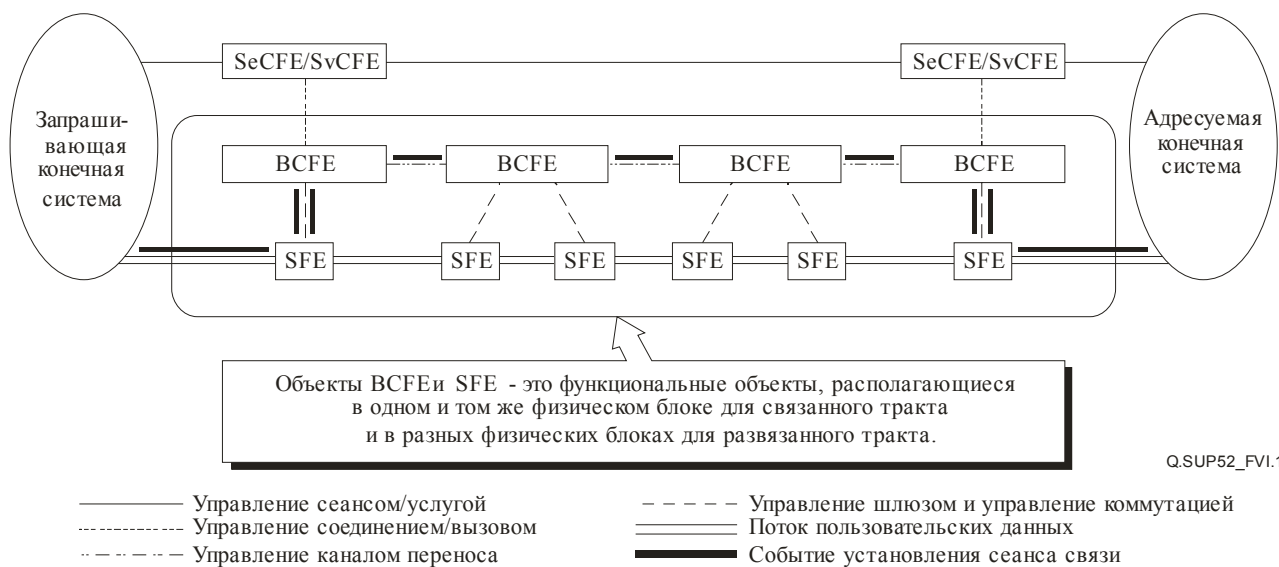 SeCFE/SvCFE
SeCFE/SvCFE
Запраши-
вающая
конечная
система
Адресуемая
конечная
система
BCFE
BCFE
BCFE
BCFE
SFE
SFE
SFE
SFE
SFE
SFE
Объекты BCFEи SFE - это функциональные объекты, располагающиеся
в одном и том же физическом блоке для связанного тракта
и в разных физических блоках для развязанного тракта.
Q.SUP52_FVI.1
Управление сеансом/услугой
Управление соединением/вызовом
Управление каналом переноса
Управление шлюзом и управление коммутацией
Поток пользовательских данных
Событие установления сеанса связи